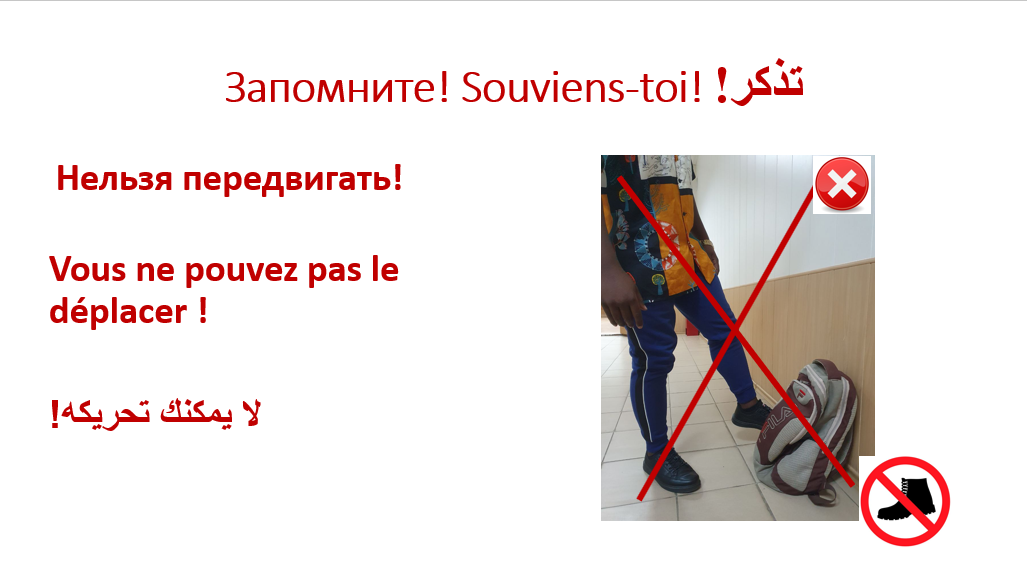 Запомните! Souviens-toi! تذكر!
Нельзя передвигать!
Vous ne pouvez pas le
déplacer !
لا يمكنك تحريكه!
FILA